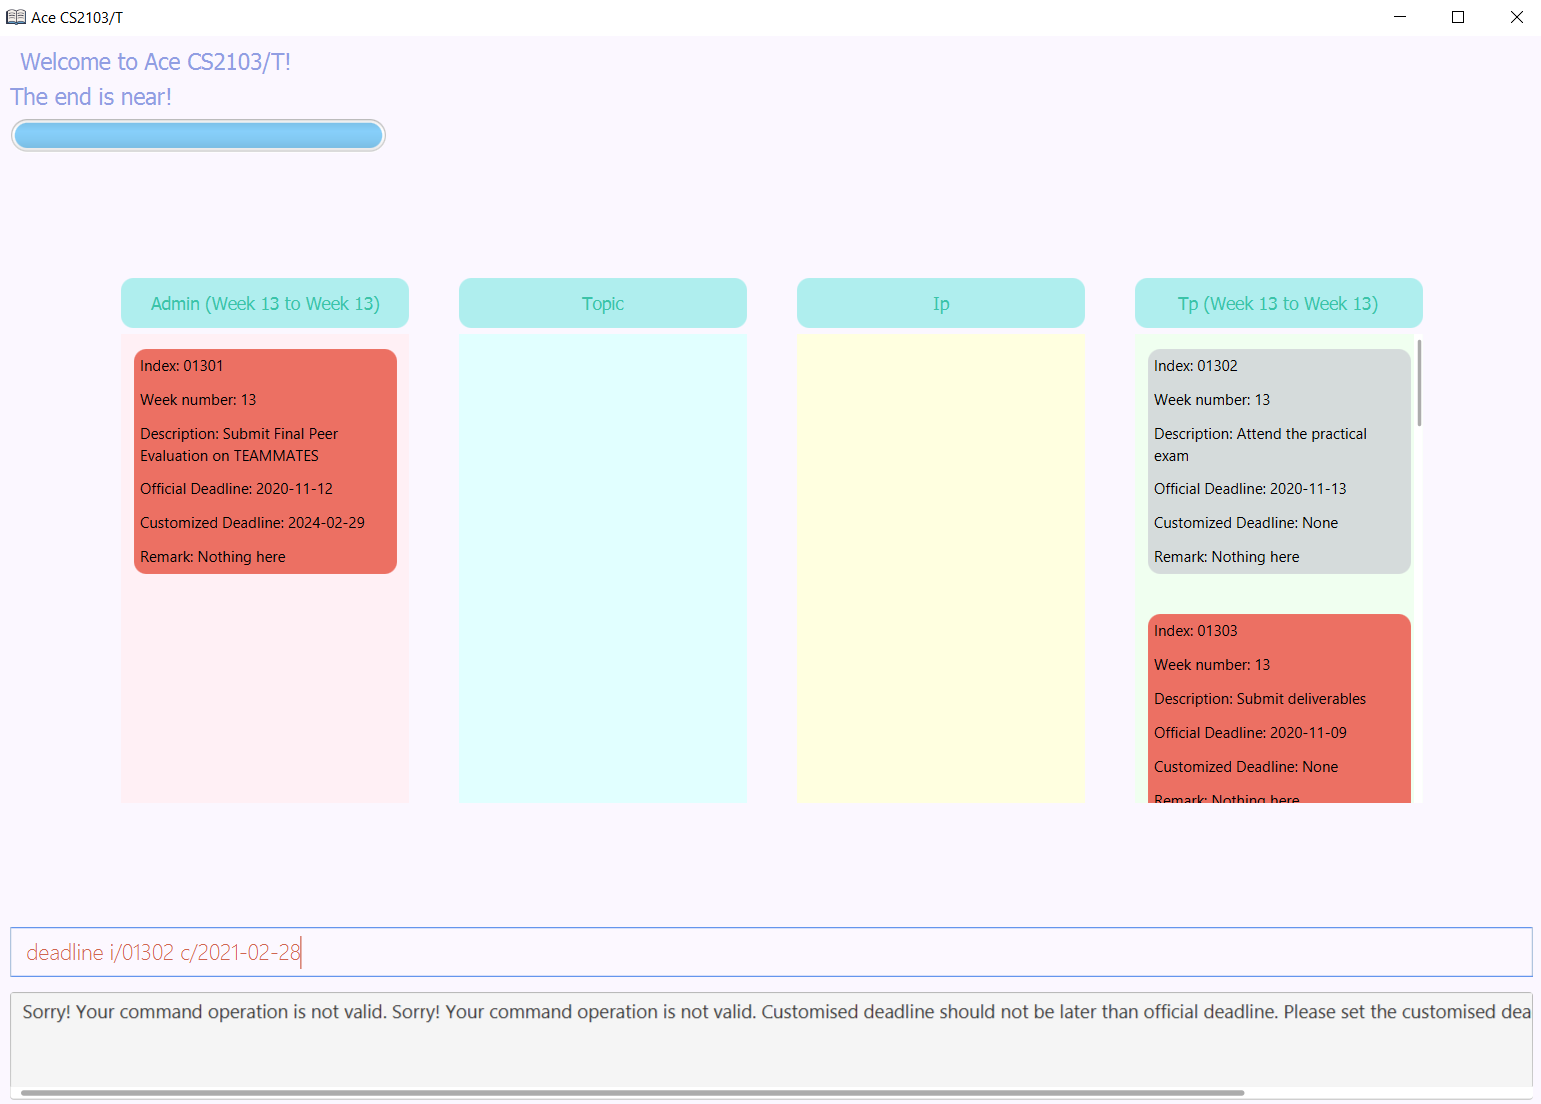 Ace CS2103/T
Welcome to Ace CS2103/T!
The end is near!
Admin (Week 13 to Week 13)
Index: 01301
Week number: 13
Description: Submit Final Peer
Evaluation on TEAMMATES
Official Deadline: 2020-11-12
Customized Deadline: 2024-02-29
Remark: Nothing here
Topic
Ip
Tp (Week 13 to Week 13)
Index: 01302
Week number: 13
Description: Attend the practical
exam
Official Deadline: 2020-11-13
Customized Deadline: None
Remark: Nothing here
Index: 01303
Week number: 13
Description: Submit deliverables
Official Deadline: 2020-11-09
Customized Deadline: None
Remark: Nothing here
deadline i/01302 c/2021-02-28
Sorry! Your command operation is not valid. Sorry! Your command operation is not valid. Customised deadline should not be later than official deadline. Please set the customised dea